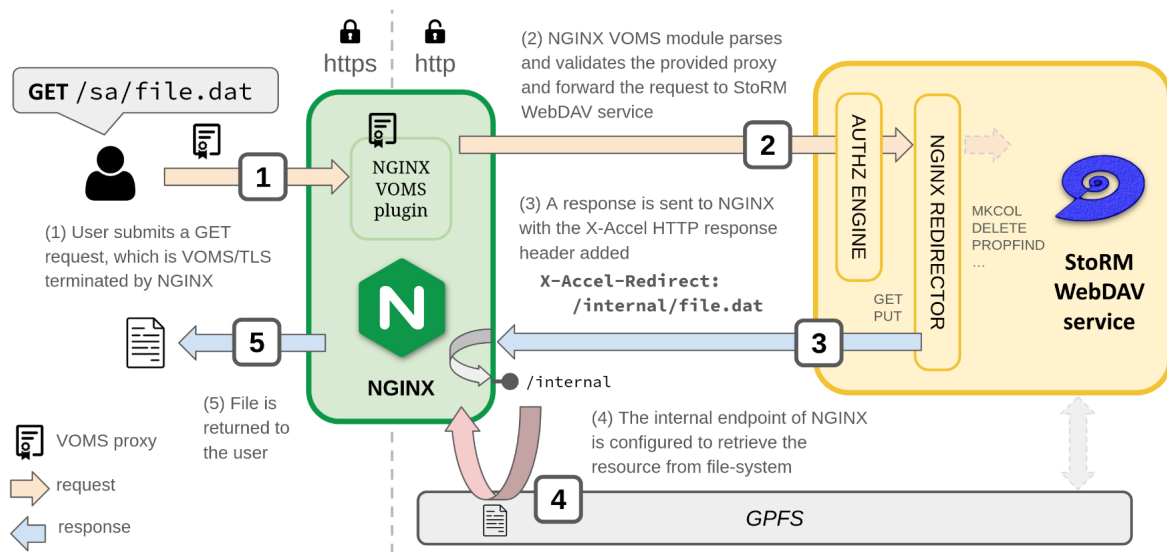 https
http
GET /sa/file.dat
(2) NGINX VOMS module parses
and validates the provided proxy
and forward the request to StoRM
WebDAV service
1
NGINX
VOMS
plugin
2
AUTHZ ENGINE
NGINX REDIRECTOR
MKCOL
DELETE
PROPFIND
...
StoRM
WebDAV
service
(1) User submits a GET
request, which is VOMS/TLS
terminated by NGINX
(3) A response is sent to NGINX
with the X-Accel HTTP response
header added
X-Accel-Redirect:
/internal/file.dat
GET
PUT
3
5
N
NGINX
/internal
(5) File is
returned to
the user
(4) The internal endpoint of NGINX
is configured to retrieve the
resource from file-system
4
GPFS
VOMS proxy
request
response